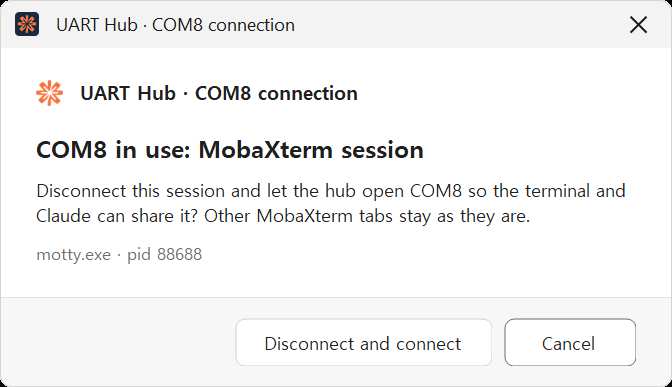 UART Hub · COM8 connection
UART Hub · COM8 connection
COM8 in use: MobaXterm session
Disconnect this session and let the hub open COM8 so the terminal and
Claude can share it? Other MobaXterm tabs stay as they are.
motty.exe · pid 88688
Disconnect and connect
Cancel